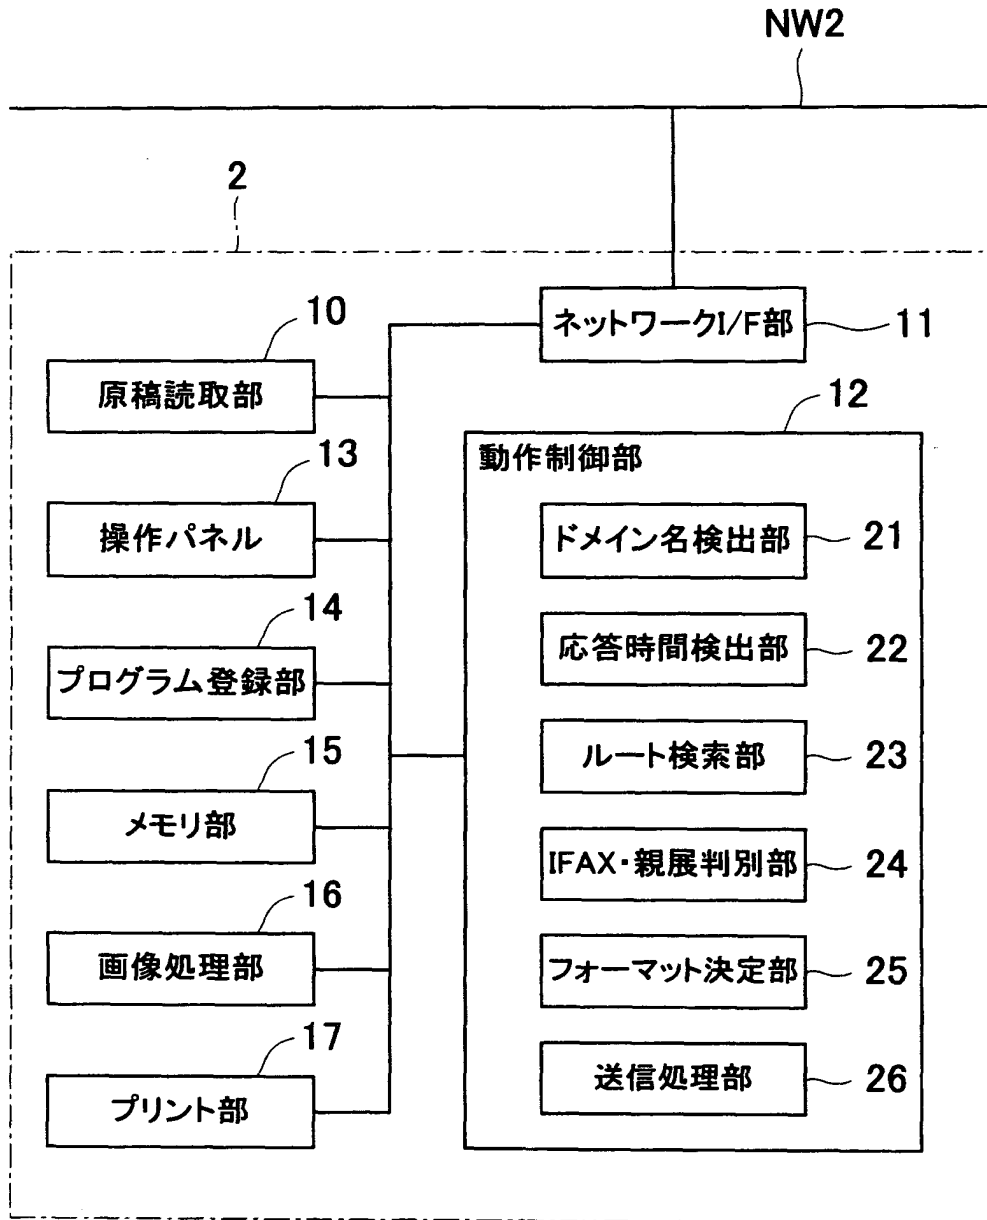 NW2
2
ネットワークI/F部
11
10
原稿読取部
12
動作制御部
13
操作パネル
ドメイン名検出部
21
14
プログラム登録部
応答時間検出部
22
15
メモリ部
ルート検索部
23
IFAX・親展判別部
24
16
画像処理部
フォーマット決定部
25
17
プリント部
送信処理部
26